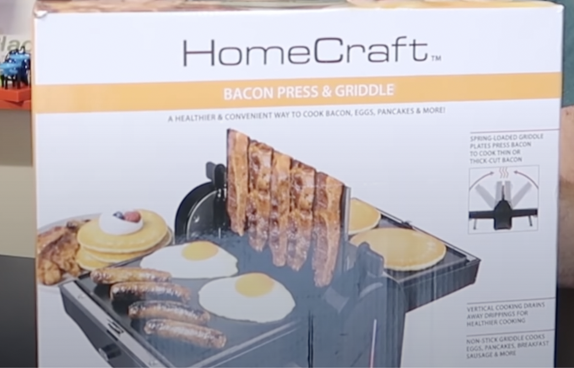 HomeCraft™
BACON PRESS & GRIDDLE
A HEALTHIER & CONVENIENT WAY TO COOK BACON, EGGS, PANCAKES & MORE!
SPRING-LOADED GRIDDLE
PLATES PRESS BACON
TO COOK THIN OR
THICK-CUT BACON
VERTICAL COOKING DRAINS
AWAY DRIPPINGS FOR
HEALTHIER COOKING
NON-STICK GRIDDLE COOKS
EGGS, PANCAKES, BREAKFAST
SAUSAGE & MORE